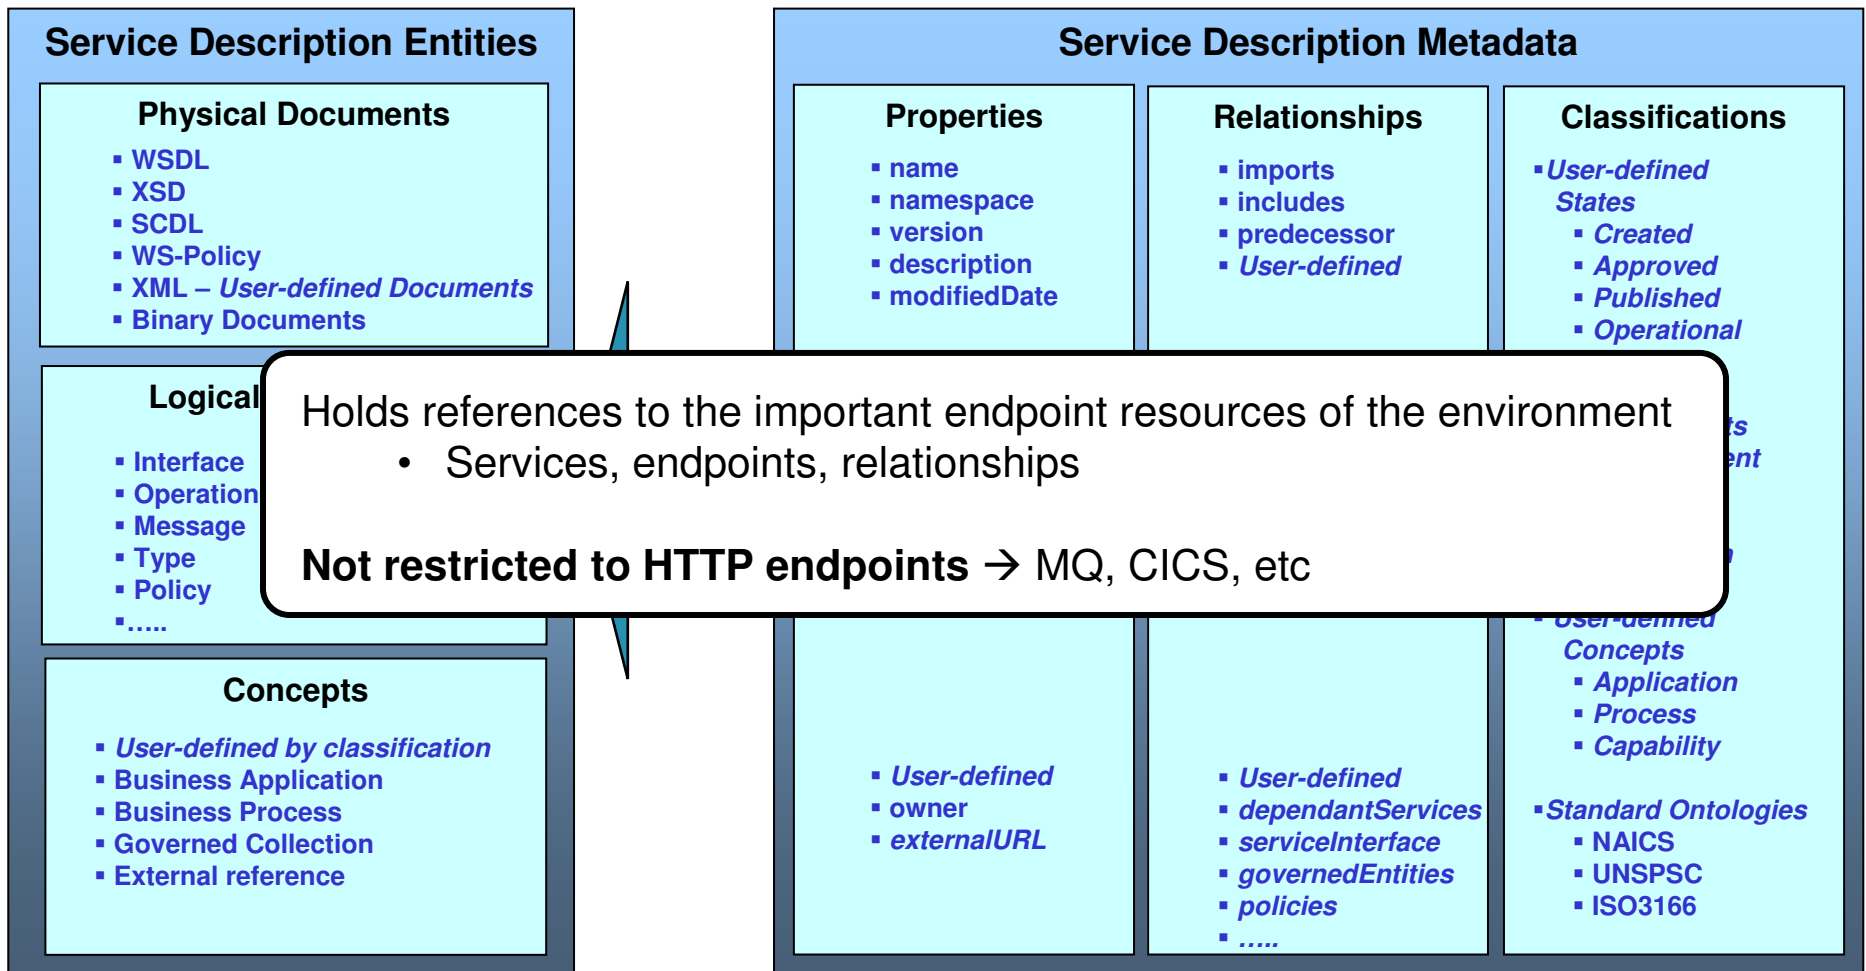 Service Description Entities
Physical Documents
▪ WSDL
▪ XSD
▪ SCDL
▪ WS-Policy
▪ XML – User-defined Documents
▪ Binary Documents
Logical
▪ Interface
▪ Operation
▪ Message
▪ Type
▪ Policy
▪…..
Concepts
▪ User-defined by classification
▪ Business Application
▪ Business Process
▪ Governed Collection
▪ External reference
Holds references to the important endpoint resources of the environment
• Services, endpoints, relationships
Not restricted to HTTP endpoints → MQ, CICS, etc
Service Description Metadata
Properties
▪ name
▪ namespace
▪ version
▪ description
▪ modifiedDate
▪ User-defined
▪ owner
▪ externalURL
Relationships
▪ imports
▪ includes
▪ predecessor
▪ User-defined
▪ User-defined
▪ dependantServices
▪ serviceInterface
▪ governedEntities
▪ policies
▪ …..
Classifications
▪User-defined
States
▪ Created
▪ Approved
▪ Published
▪ Operational
▪ User-defined
Concepts
▪ Application
▪ Process
▪ Capability
▪Standard Ontologies
▪ NAICS
▪ UNSPSC
▪ ISO3166